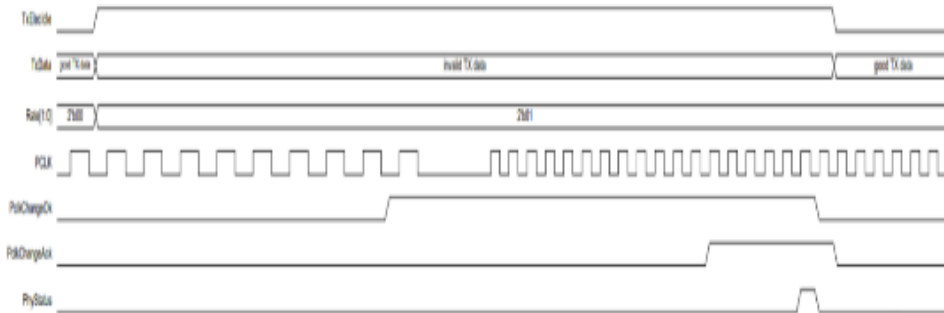 TxElecIdle
TxData good TX data invalid TX data good TX data
Rate[1:0] 2'b00 2'b01
PCLK
PclkChangeOk
PclkChangeAck
PhyStatus